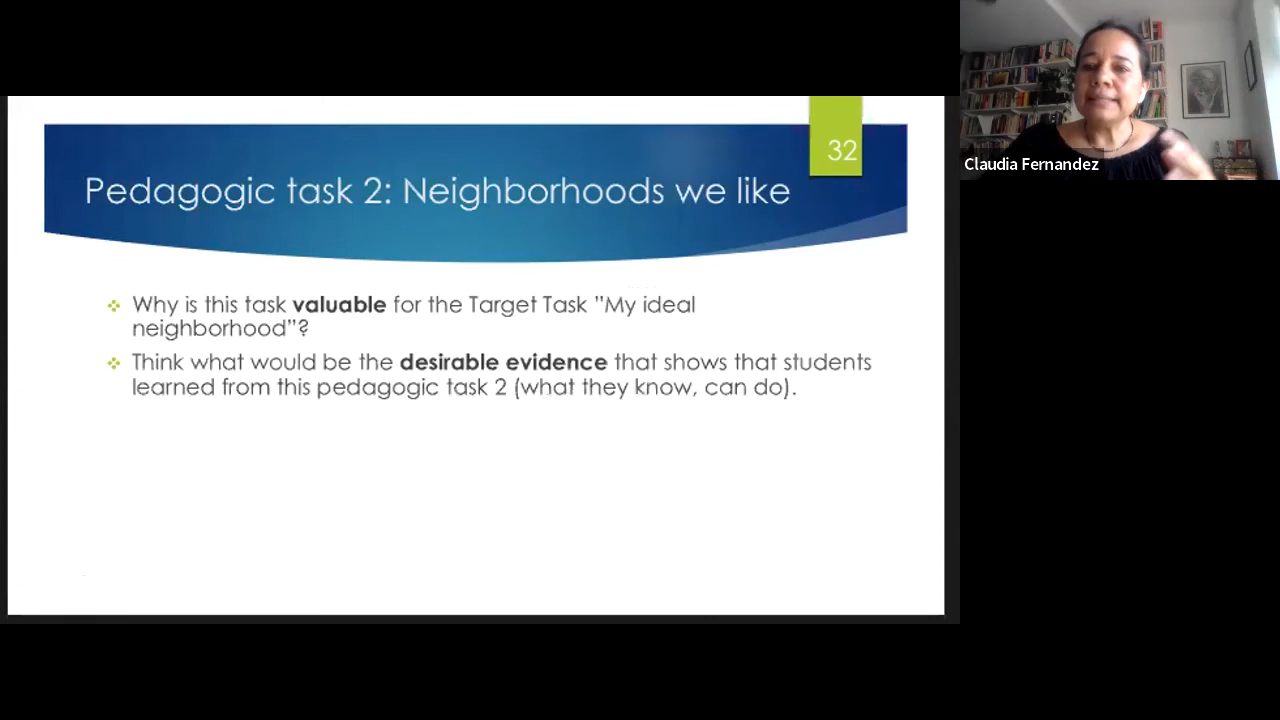 32
Pedagogic task 2: Neighborhoods we like
Why is this task valuable for the Target Task ”My ideal
neighborhood”?
Think what would be the desirable evidence that shows that students
learned from this pedagogic task 2 (what they know, can do).
Claudia Fernandez